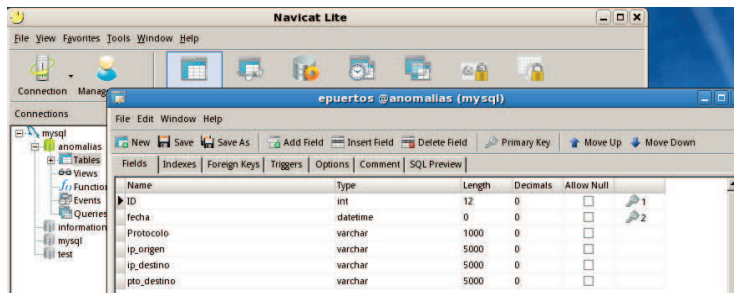 Navicat Lite
File View Favorites Tools Window Help
Connection
Connections
mysql
anomalias
Tables
Views
Events
Queries
mysql
test
epuertos @anomalias (mysql)
File Edit Window Help
New Save Save As Add Field Insert Field Delete Field Primary Key Move Up Move Down
Fields Indexes Foreign Keys Triggers Options Comment SQL Preview
Name Type Length Decimals Allow Null
ID int 12 0 1
fecha datetime 0 0 2
Protocolo varchar 1000 0
ip_origen varchar 5000 0
ip_destino varchar 5000 0
pto_destino varchar 5000 0